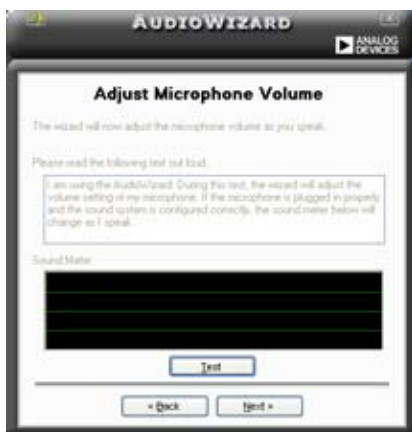 AUDIOWIZARD
ANALOG
DEVICES
Adjust Microphone Volume
The wizard will now adjust the microphone volume as you speak.
Please read the following text out loud.
I am using the AudioWizard. During this test, the wizard will adjust the
volume setting of my microphone. If the microphone is plugged in properly
and the sound system is configured correctly, the sound meter below will
change as I speak.
Sound Meter
Test
« Back
Next »